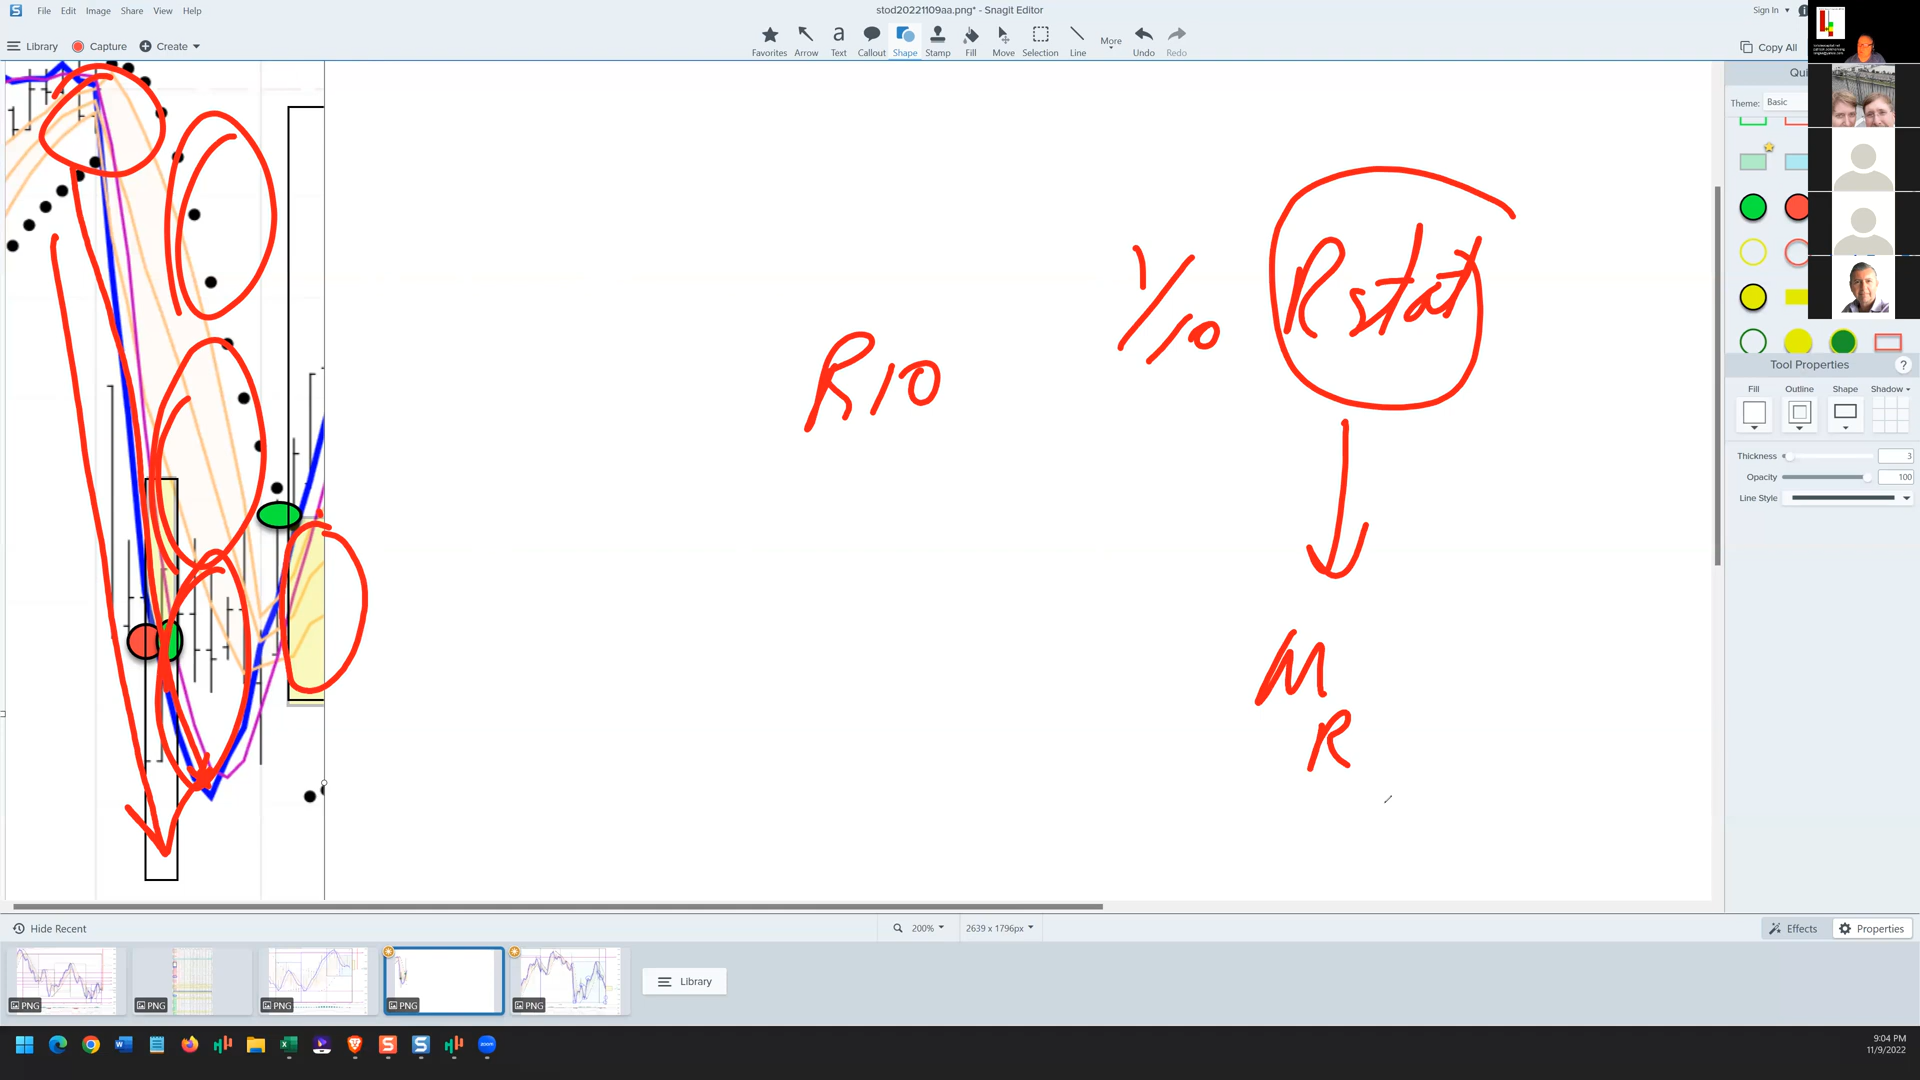 stod20221109aa.png* - Snagit Editor
File Edit Image Share View Help
Sign In
Library Capture Create
Favorites Arrow Text Callout Shape Stamp Fill Move Selection Line More Undo Redo
Copy All
Qui
Theme: Basic
1/10
R stat
R10
M
R
Tool Properties
?
Fill Outline Shape Shadow
Thickness 3
Opacity 100
Line Style
Hide Recent
200%
2639 x 1796px
Effects
Properties
PNG
PNG
PNG
PNG
PNG
Library
zoom
9:04 PM
11/9/2022